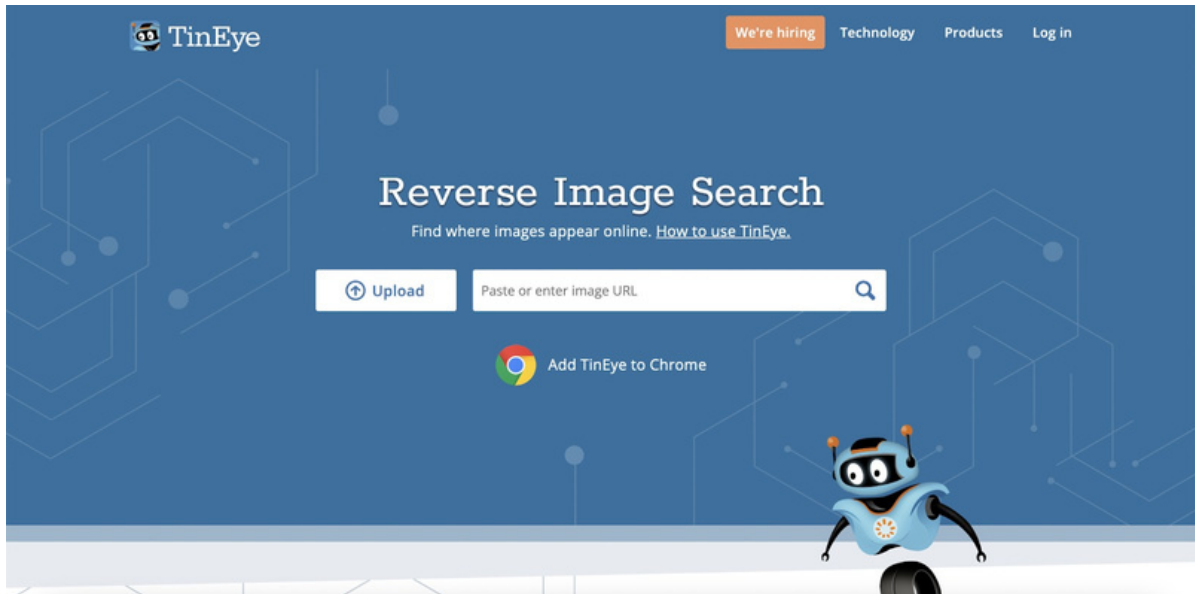 TinEye
We're hiring Technology Products Log in
Reverse Image Search
Find where images appear online. How to use TinEye.
Upload Paste or enter image URL
Add TinEye to Chrome